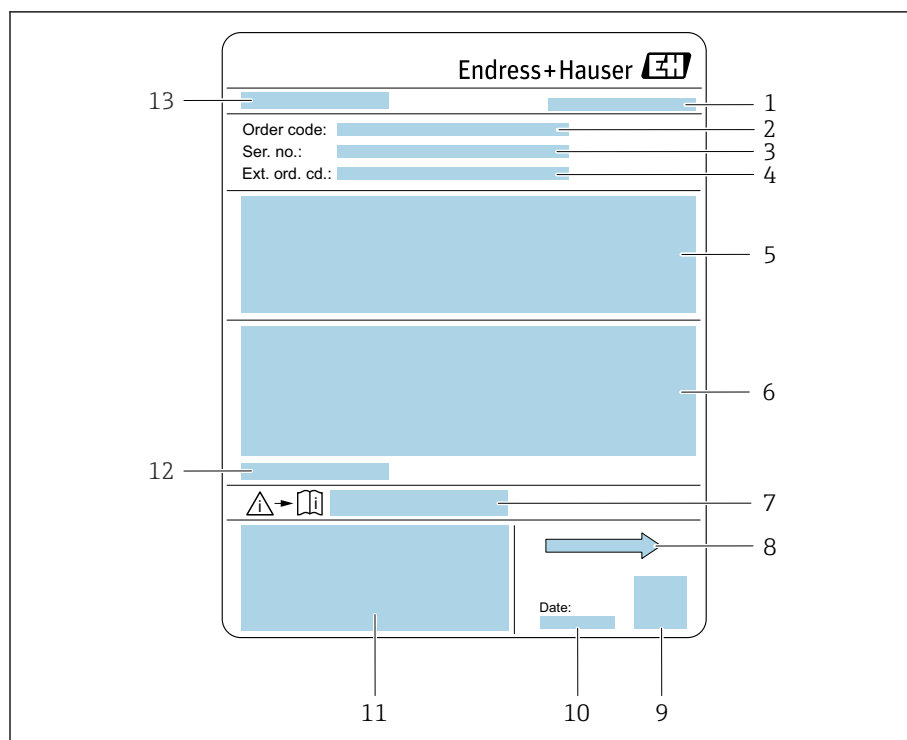 Endress+Hauser EH
13
1
Order code:
2
Ser. no.:
3
Ext. ord. cd.:
4
5
6
12
i i
7
8
Date:
11
10
9